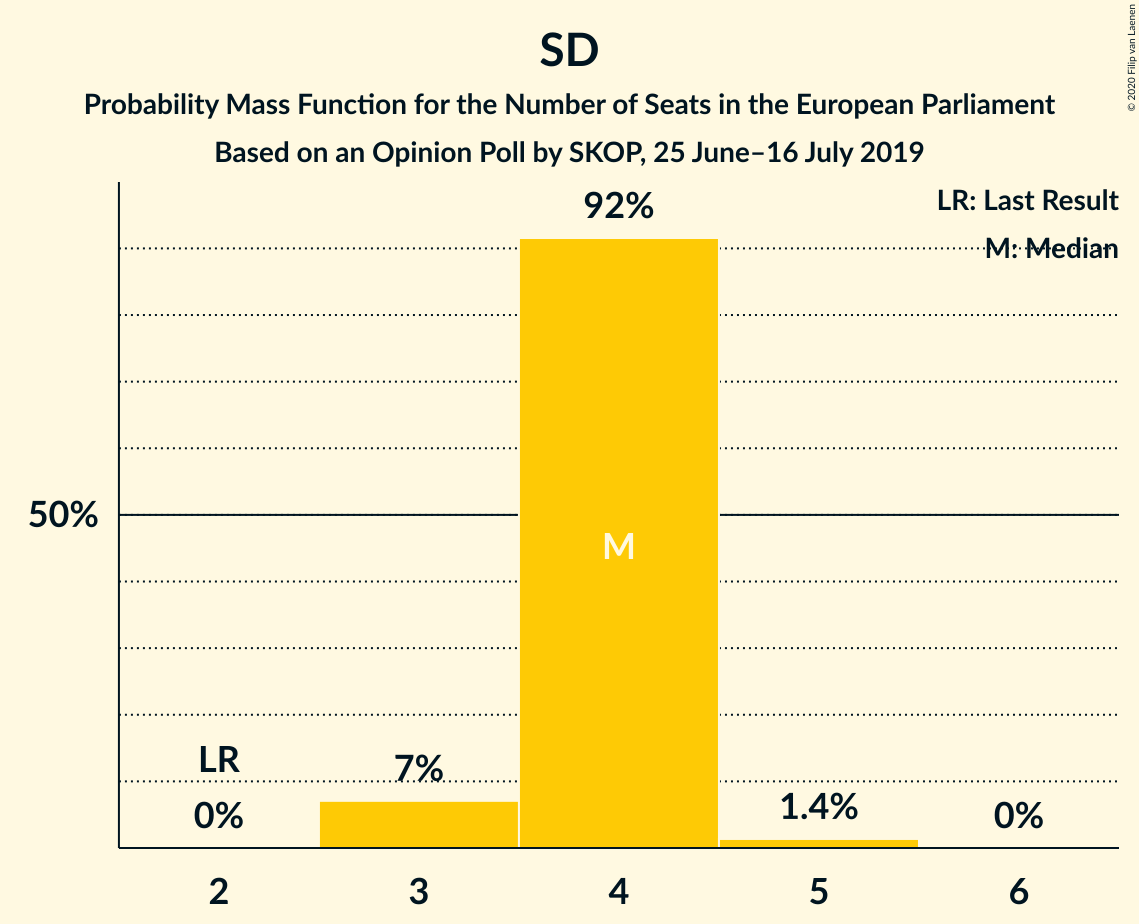 SD
Probability Mass Function for the Number of Seats in the European Parliament
Based on an Opinion Poll by SKOP, 25 June–16 July 2019
© 2020 Filip van Laenen
LR: Last Result
M: Median
92%
50%
M
LR
7%
1.4%
0%
0%
2
3
4
5
6